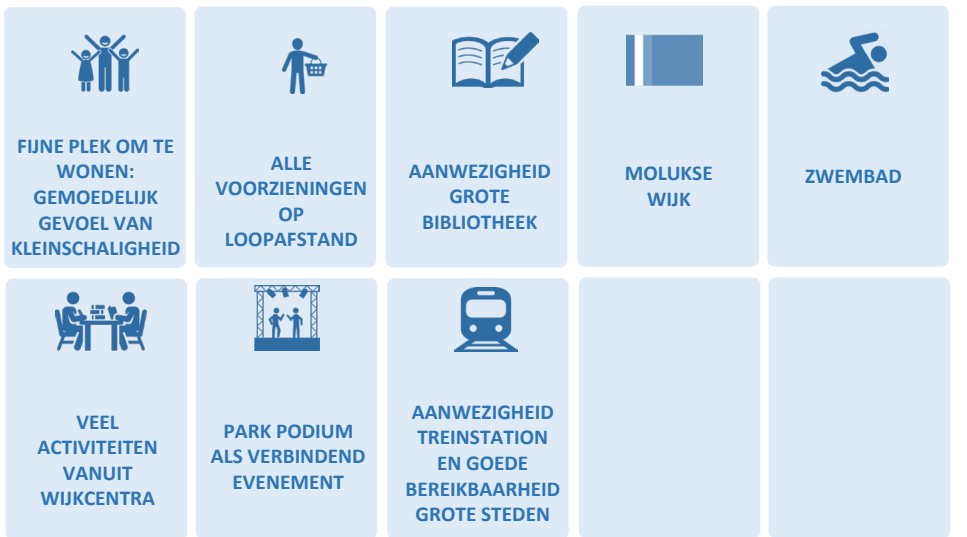 FIJNE PLEK OM TE
WONEN:
GEMOEDELIJK
GEVOEL VAN
KLEINSCHALIGHEID
ALLE
VOORZIENINGEN
OP
LOOPAFSTAND
AANWEZIGHEID
GROTE
BIBLIOTHEEK
MOLUKSE
WIJK
ZWEMBAD
VEEL
ACTIVITEITEN
VANUIT
WIJKCENTRA
PARK PODIUM
ALS VERBINDEND
EVENEMENT
AANWEZIGHEID
TREINSTATION
EN GOEDE
BEREIKBAARHEID
GROTE STEDEN